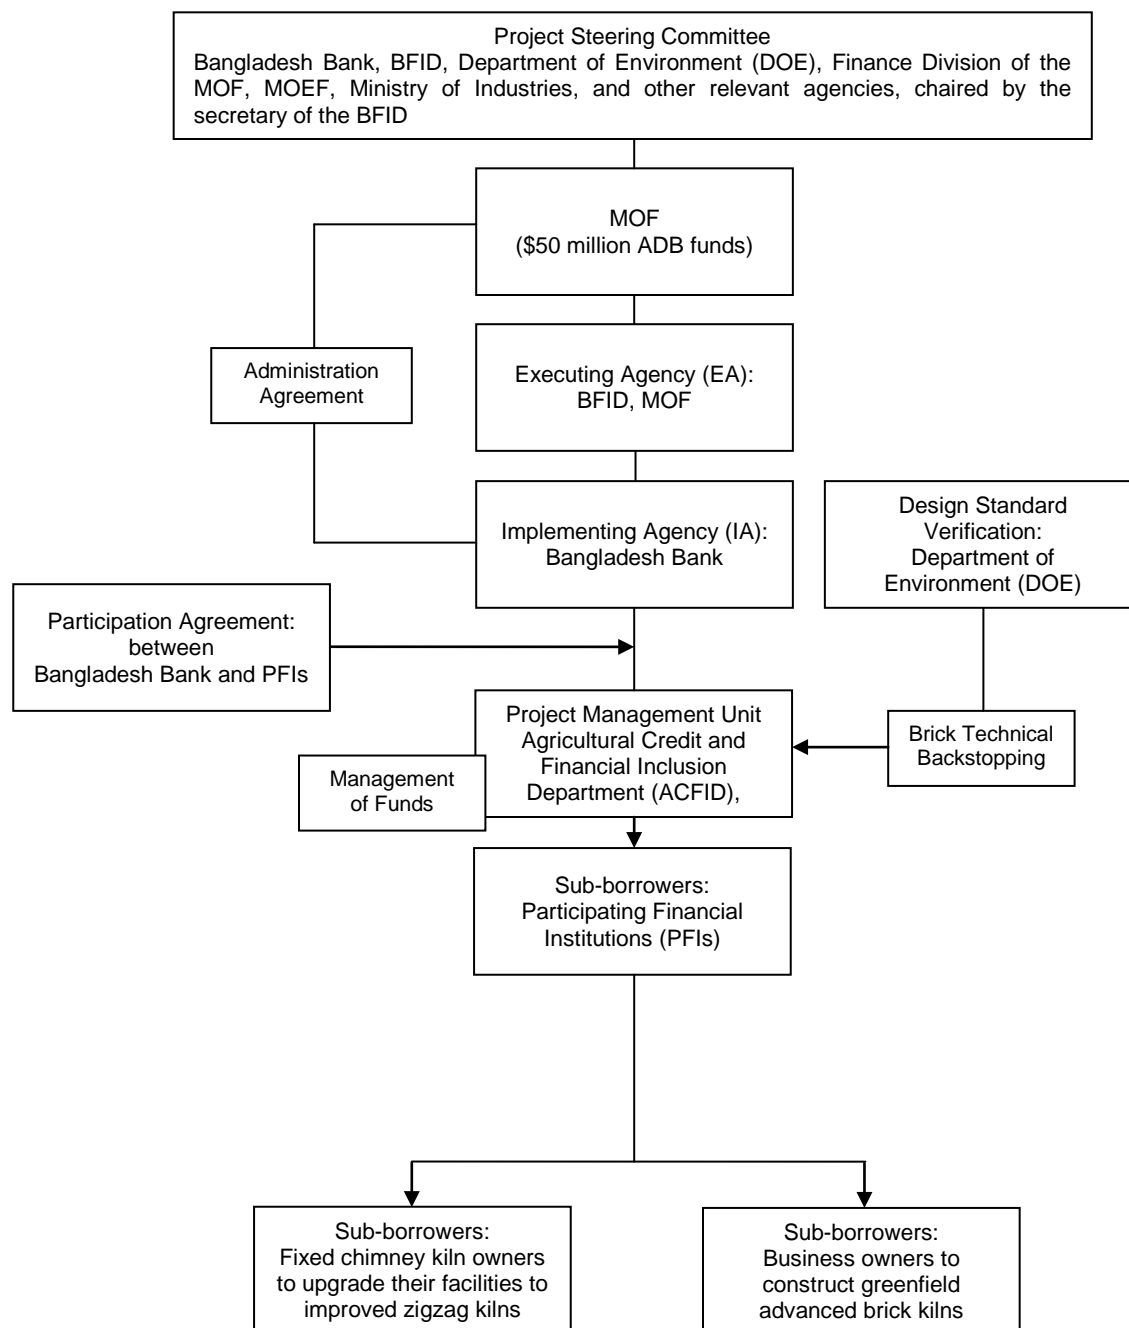 Project Steering Committee
Bangladesh Bank, BFID, Department of Environment (DOE), Finance Division of the
MOF, MOEF, Ministry of Industries, and other relevant agencies, chaired by the
secretary of the BFID
MOF
($50 million ADB funds)
Administration
Agreement
Executing Agency (EA):
BFID, MOF
Implementing Agency (IA):
Bangladesh Bank
Design Standard
Verification:
Department of
Environment (DOE)
Participation Agreement:
between
Bangladesh Bank and PFIs
Project Management Unit
Agricultural Credit and
Financial Inclusion
Department (ACFID),
Management
of Funds
Brick Technical
Backstopping
Sub-borrowers:
Participating Financial
Institutions (PFIs)
Sub-borrowers:
Fixed chimney kiln owners
to upgrade their facilities to
improved zigzag kilns
Sub-borrowers:
Business owners to
construct greenfield
advanced brick kilns